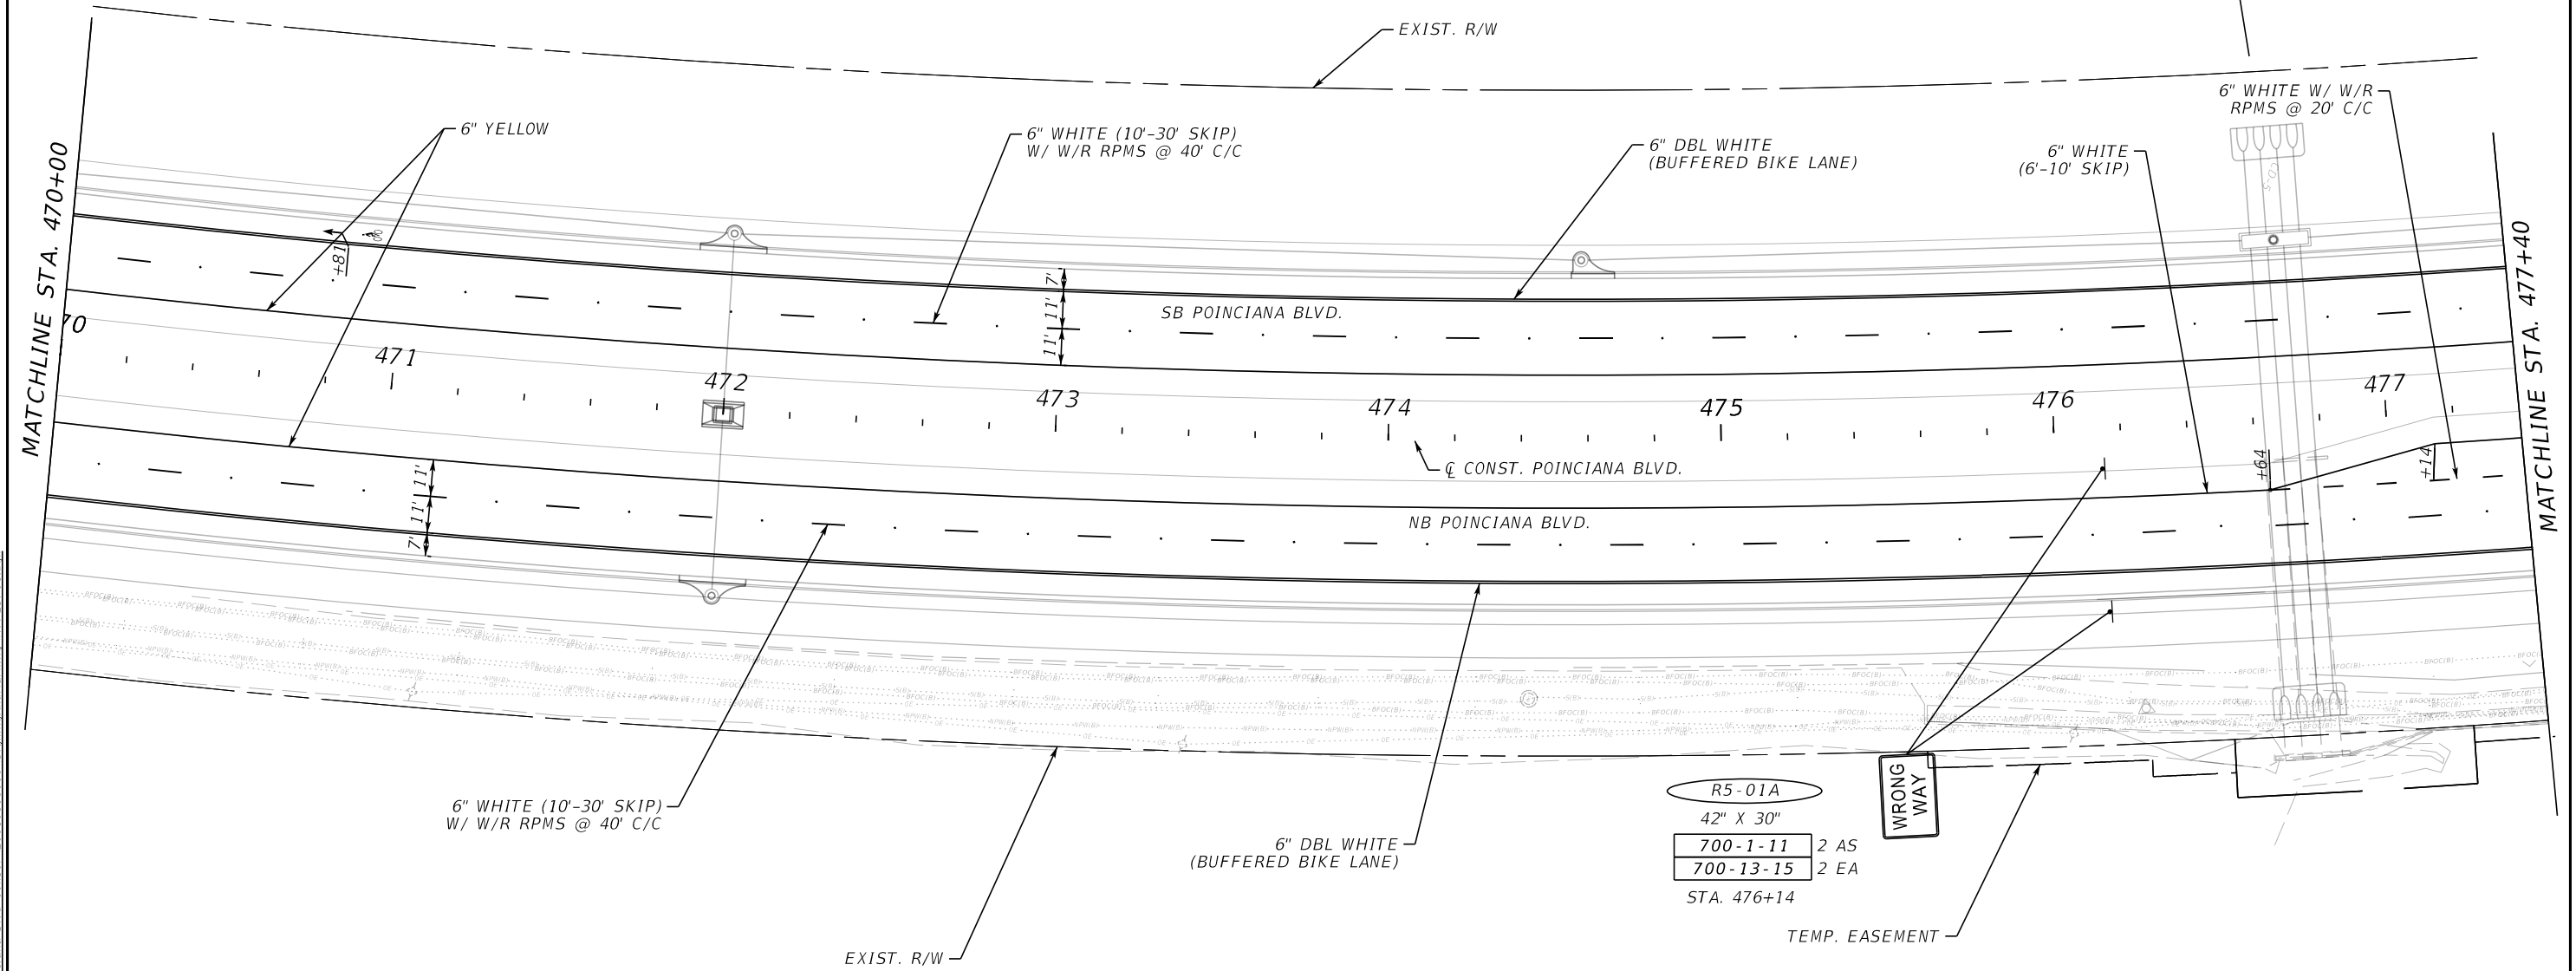 EXIST. R/W
6" WHITE W/ W/R
RPMS @ 20' C/C
6" YELLOW
6" WHITE (10'-30' SKIP)
W/ W/R RPMS @ 40' C/C
6" DBL WHITE
(BUFFERED BIKE LANE)
6" WHITE
(6'-10' SKIP)
MATCHLINE STA. 470+00
MATCHLINE STA. 477+40
CD-5
+81
7'
11'
11'
SB POINCIANA BLVD.
70
471
472
473
474
475
476
477
℄ CONST. POINCIANA BLVD.
+64
+14
11'
11'
7'
NB POINCIANA BLVD.
6" WHITE (10'-30' SKIP)
W/ W/R RPMS @ 40' C/C
6" DBL WHITE
(BUFFERED BIKE LANE)
R5-01A
42" X 30"
700-1-11 2 AS
700-13-15 2 EA
STA. 476+14
WRONG
WAY
TEMP. EASEMENT
EXIST. R/W